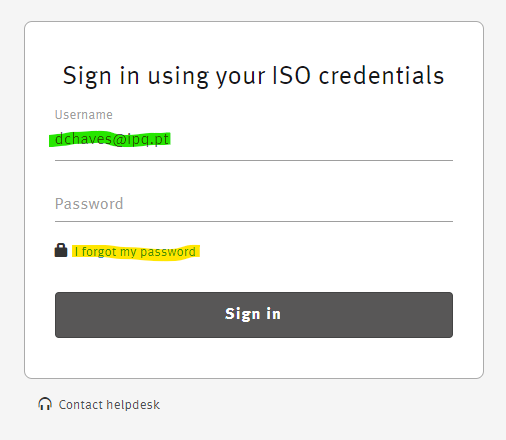 Sign in using your ISO credentials
Username
dchaves@ipq.pt
Password
I forgot my password
Sign in
Contact helpdesk